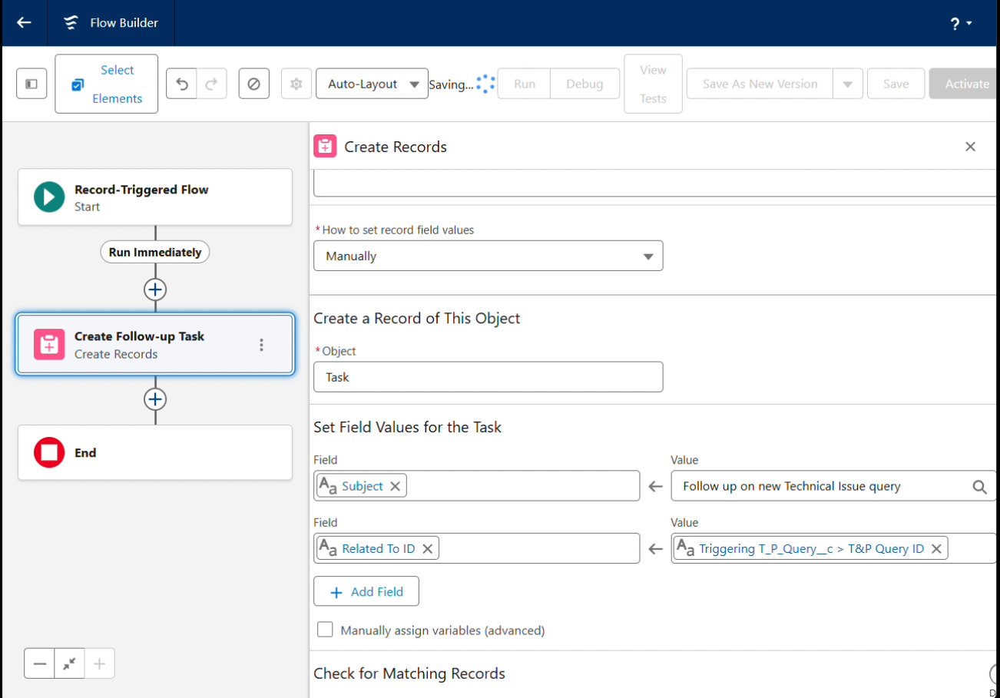 Flow Builder
?
Select
Elements
Auto-Layout
Saving...
Run
Debug
View
Tests
Save As New Version
Save
Activate
Record-Triggered Flow
Start
Run Immediately
Create Follow-up Task
Create Records
End
Create Records
*How to set record field values
Manually
Create a Record of This Object
*Object
Task
Set Field Values for the Task
Field
Value
Aa Subject
Follow up on new Technical Issue query
Field
Value
Aa Related To ID
Aa Triggering T_P_Query__c > T&P Query ID
Add Field
Manually assign variables (advanced)
Check for Matching Records